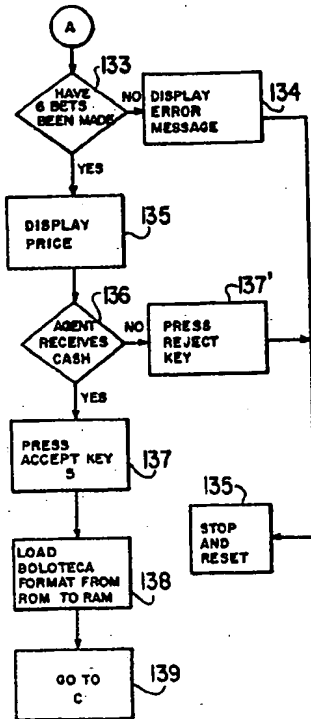 A
133
HAVE
6 BETS
BEEN MADE
NO
DISPLAY
ERROR
MESSAGE
134
YES
DISPLAY
PRICE
135
136
AGENT
RECEIVES
CASH
NO
137'
PRESS
REJECT
KEY
YES
PRESS
ACCEPT KEY
5
137
135
STOP
AND
RESET
LOAD
BOLOTECA
FORMAT FROM
ROM TO RAM
138
GO TO
C
139